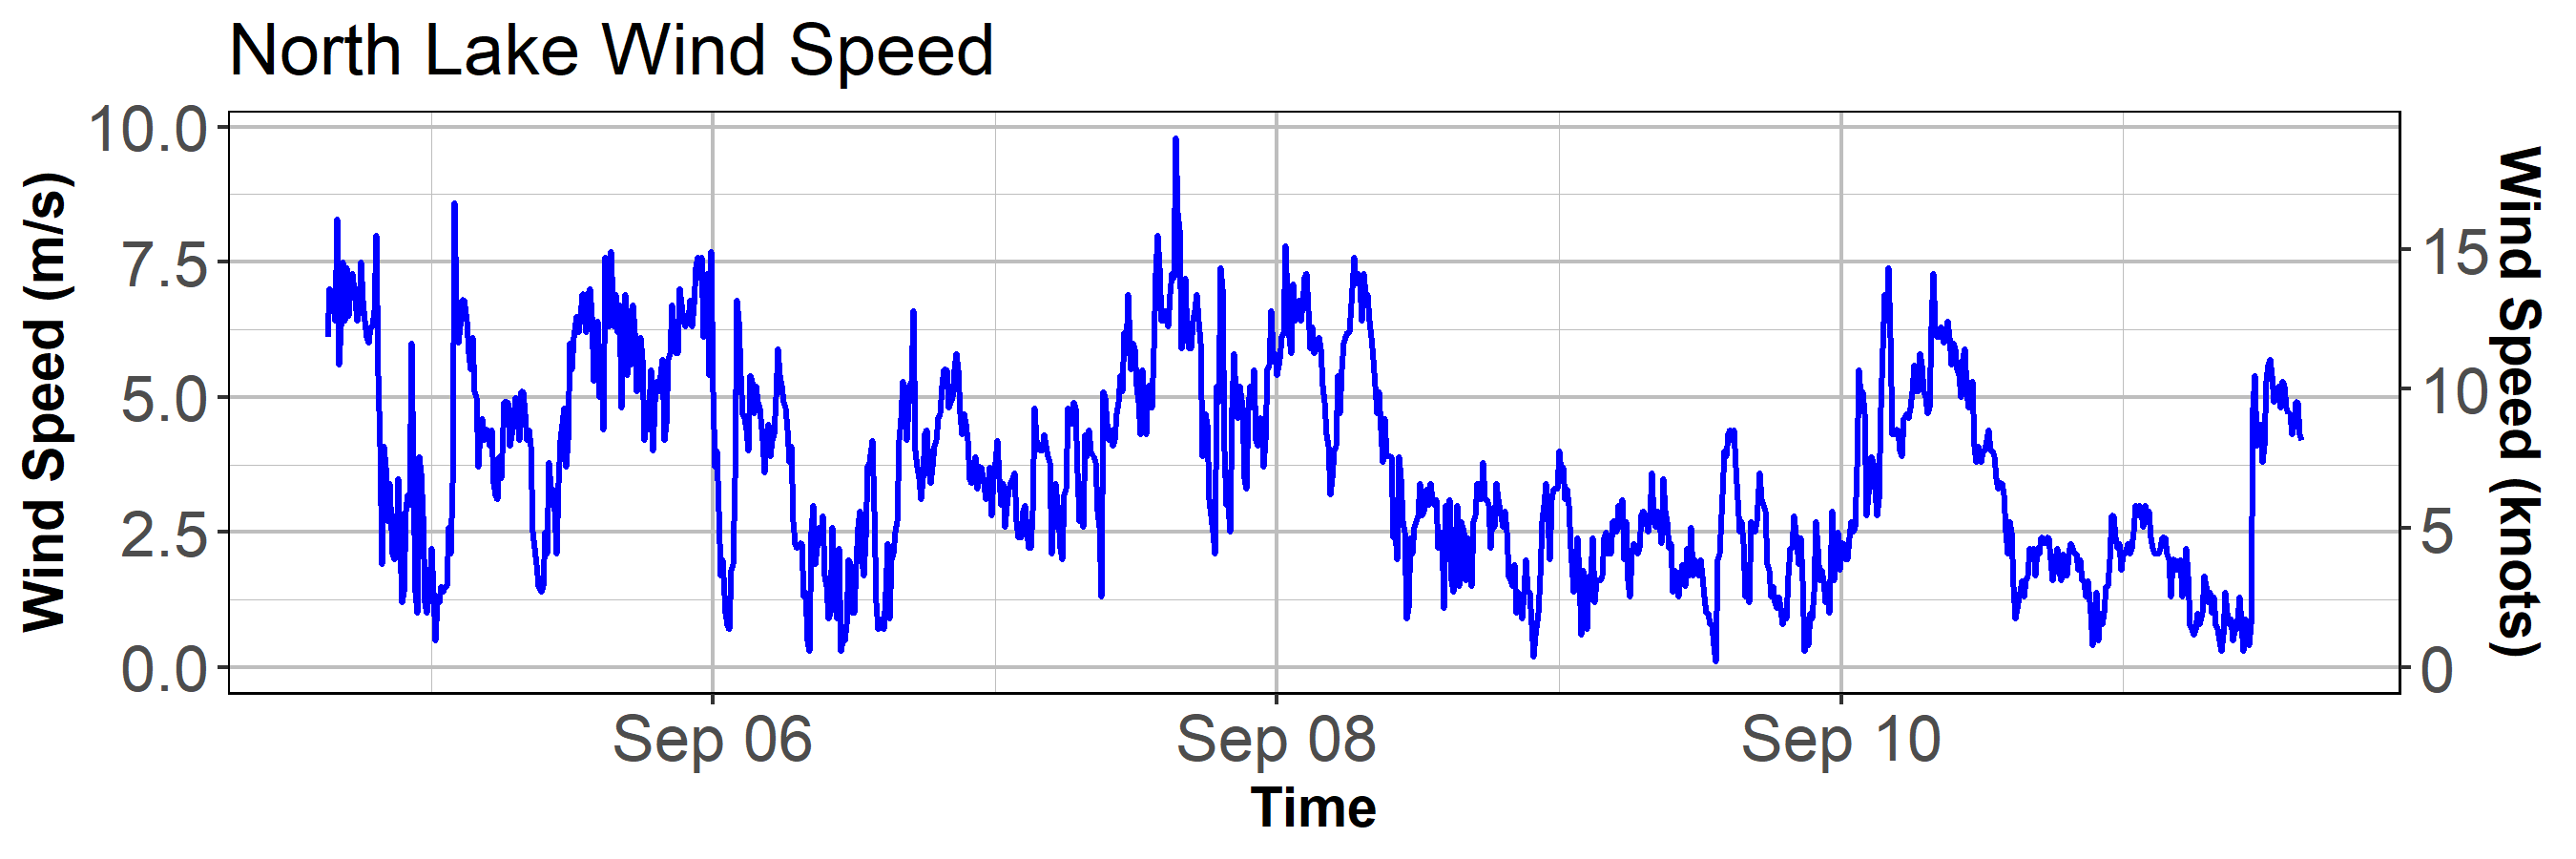 North Lake Wind Speed
Wind Speed (m/s)
10.0
7.5
5.0
2.5
0.0
Wind Speed (knots)
15
10
5
0
Sep 06
Sep 08
Sep 10
Time